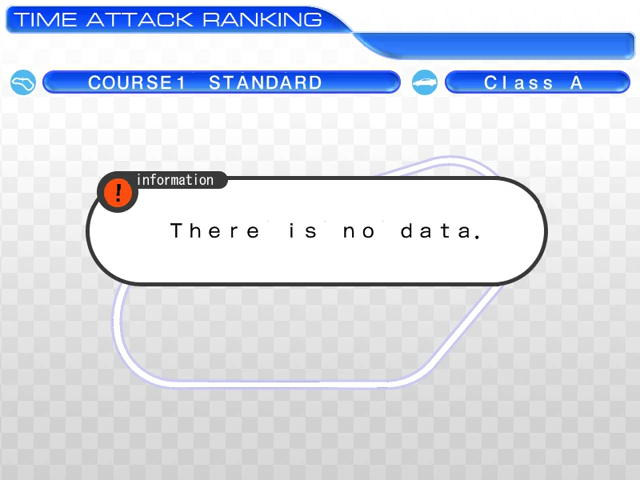 TIME ATTACK RANKING
COURSE1 STANDARD
Class A
information
There is no data.